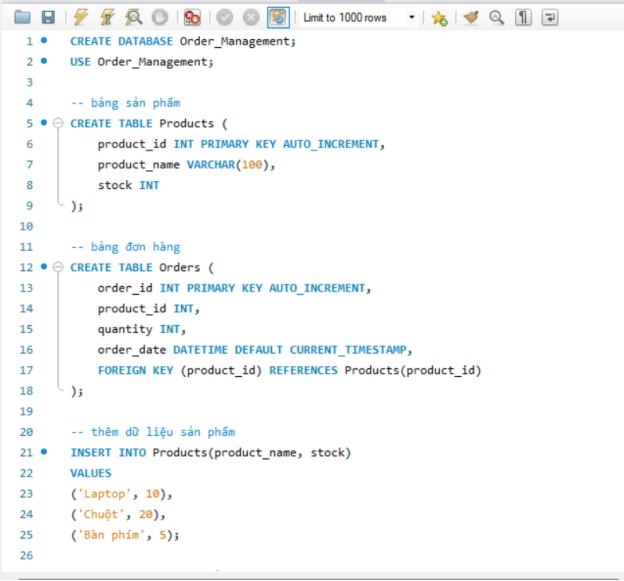 Limit to 1000 rows
1 CREATE DATABASE Order_Management;
2 USE Order_Management;
3
4 -- bảng sản phẩm
5 CREATE TABLE Products (
6 product_id INT PRIMARY KEY AUTO_INCREMENT,
7 product_name VARCHAR(100),
8 stock INT
9 );
10
11 -- bảng đơn hàng
12 CREATE TABLE Orders (
13 order_id INT PRIMARY KEY AUTO_INCREMENT,
14 product_id INT,
15 quantity INT,
16 order_date DATETIME DEFAULT CURRENT_TIMESTAMP,
17 FOREIGN KEY (product_id) REFERENCES Products(product_id)
18 );
19
20 -- thêm dữ liệu sản phẩm
21 INSERT INTO Products(product_name, stock)
22 VALUES
23 ('Laptop', 10),
24 ('Chuột', 20),
25 ('Bàn phím', 5);
26